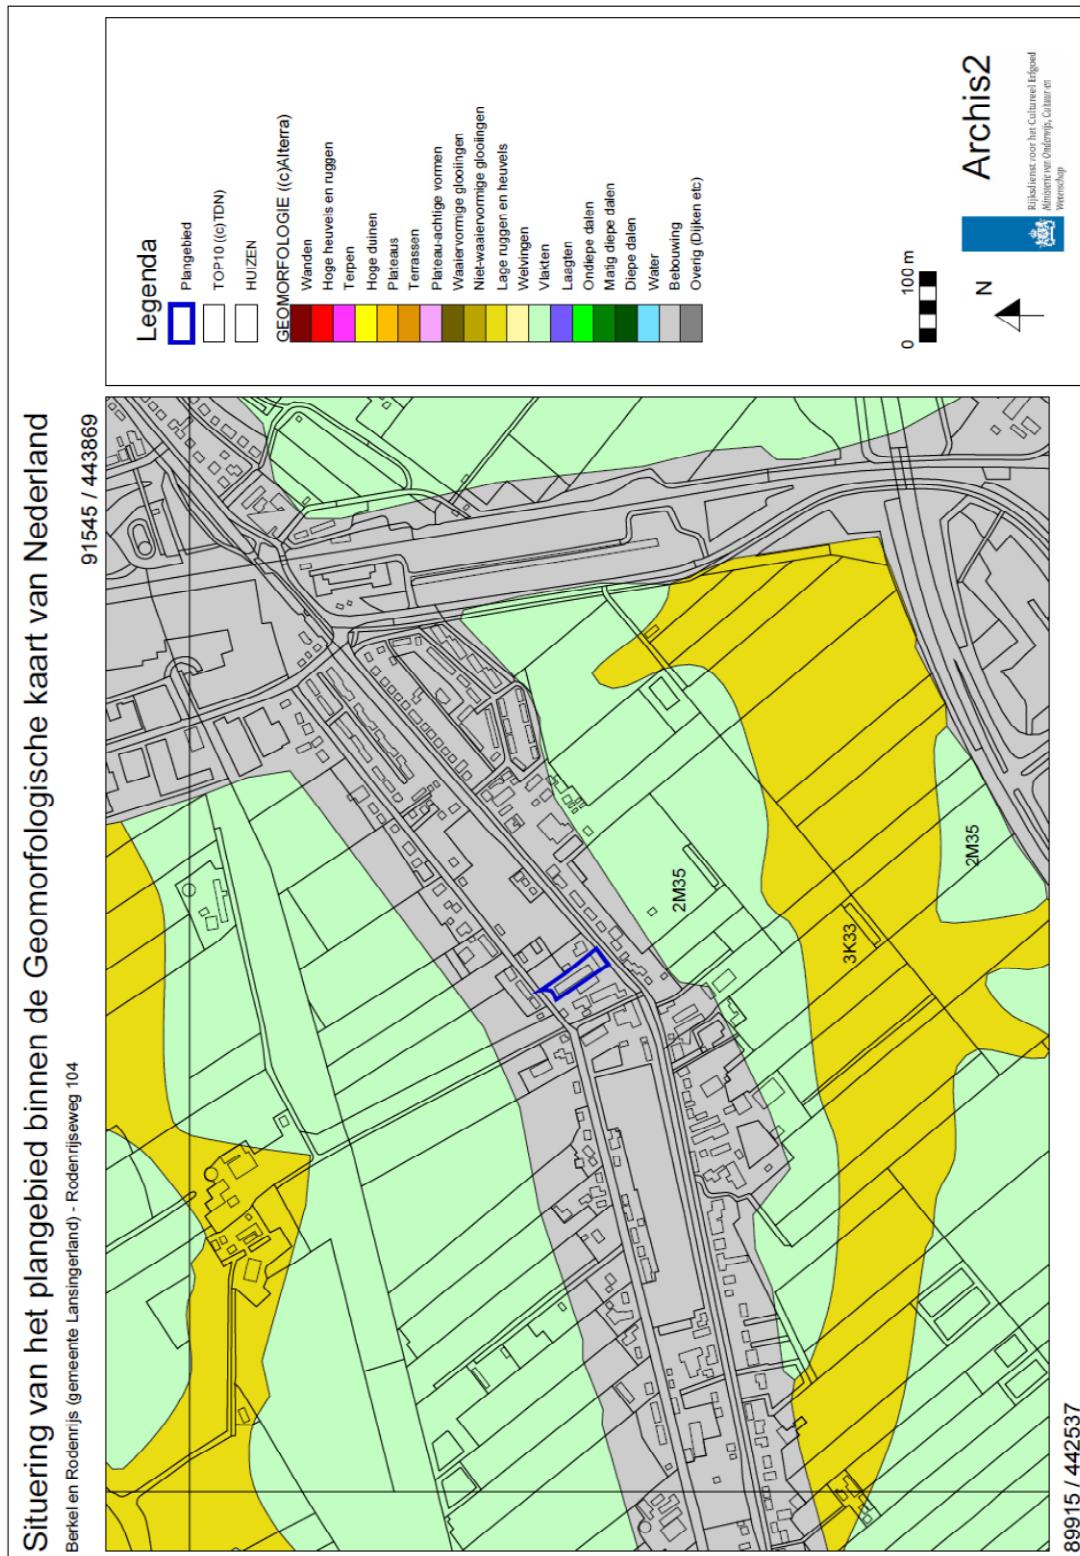 Situering van het plangebied binnen de Geomorfologische kaart van Nederland
Berkel en Rodenrijs (gemeente Lansingerland) - Rodenrijseweg 104
91545 / 443869
2M35
3K33
2M35
89915 / 442537
Legenda
Plangebied
TOP10 ((c)TDN)
HUIZEN
GEOMORFOLOGIE ((c)Alterra)
Wanden
Hoge heuvels en ruggen
Terpen
Hoge duinen
Plateaus
Terrassen
Plateau-achtige vormen
Waaiervormige glooiingen
Niet-waaiervormige glooiingen
Lage ruggen en heuvels
Welvingen
Vlakten
Laagten
Ondiepe dalen
Matig diepe dalen
Diepe dalen
Water
Bebouwing
Overig (Dijken etc)
0 100 m
N
Archis2
Rijksdienst voor het Cultureel Erfgoed
Ministerie van Onderwijs, Cultuur en
Wetenschap